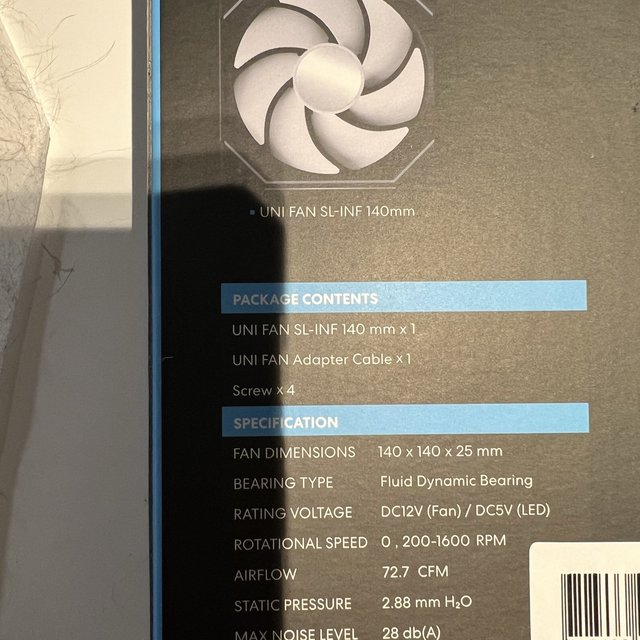 UNI FAN SL-INF 140mm
PACKAGE CONTENTS
UNI FAN SL-INF 140 mm x 1
UNI FAN Adapter Cable x 1
Screw x 4
SPECIFICATION
FAN DIMENSIONS 140 x 140 x 25 mm
BEARING TYPE Fluid Dynamic Bearing
RATING VOLTAGE DC12V (Fan) / DC5V (LED)
ROTATIONAL SPEED 0 , 200-1600 RPM
AIRFLOW 72.7 CFM
STATIC PRESSURE 2.88 mm H₂O
MAX NOISE LEVEL 28 db(A)